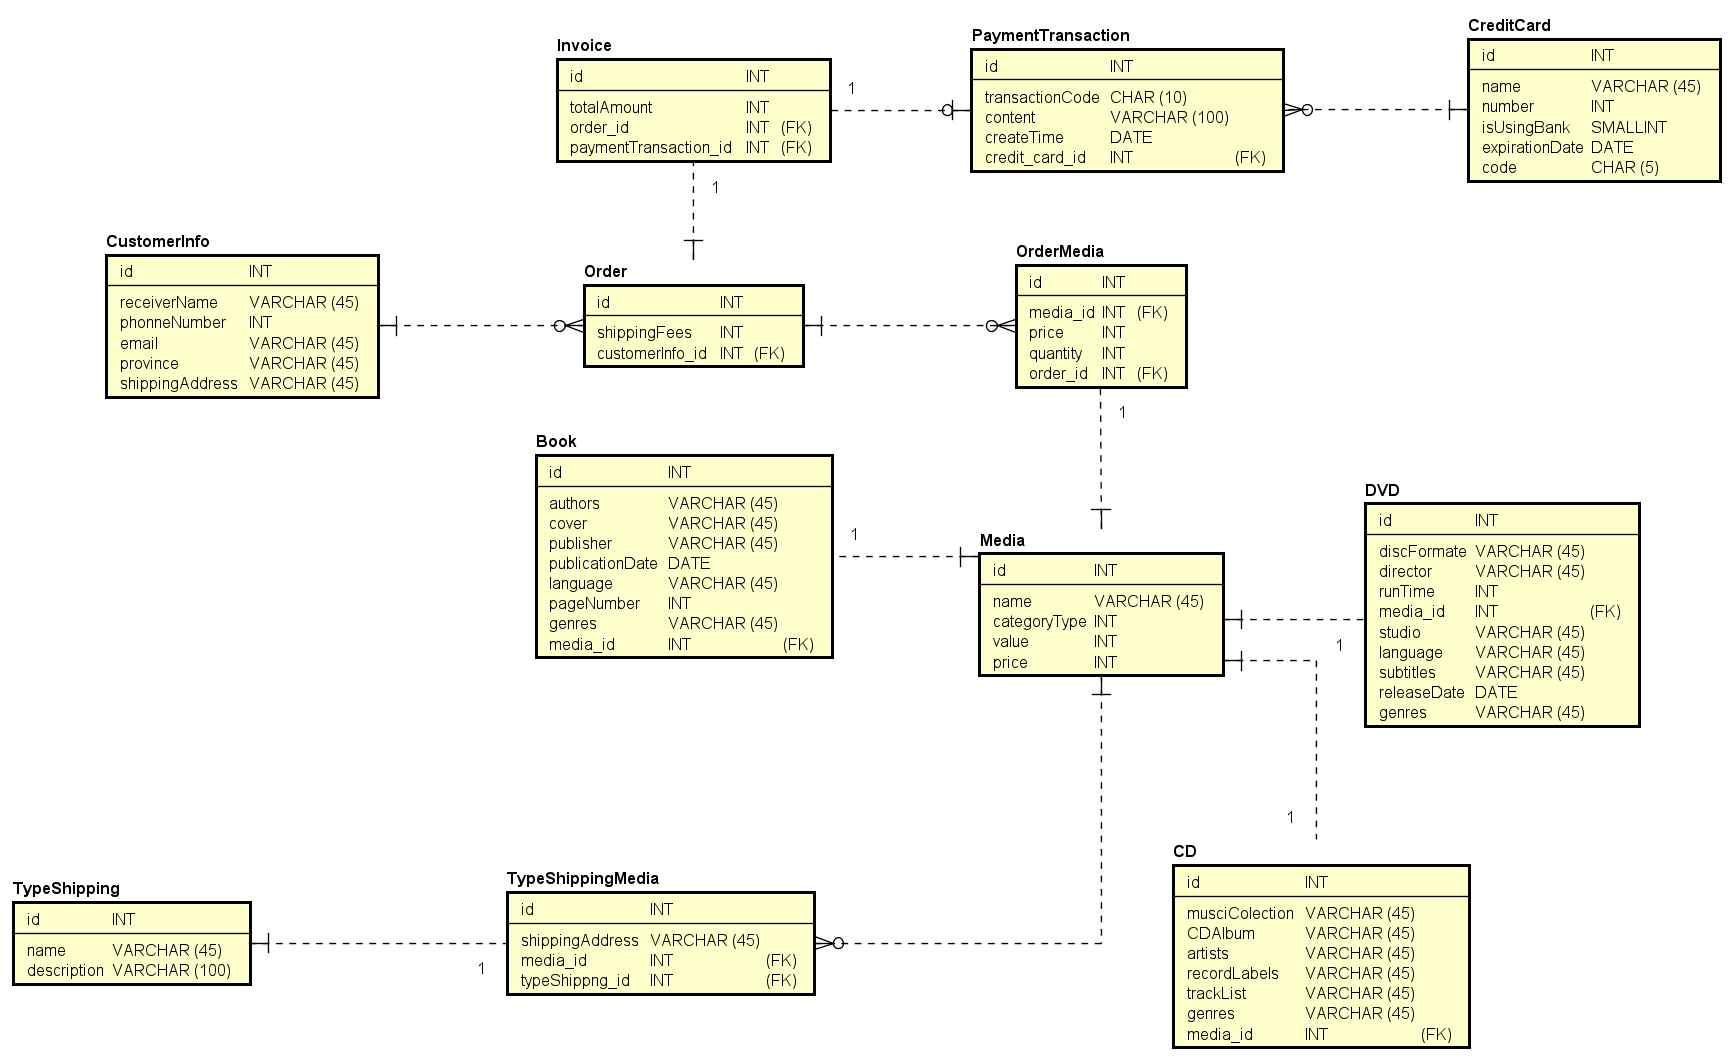 Invoice
id INT
totalAmount INT
order_id INT (FK)
paymentTransaction_id INT (FK)
1
1
PaymentTransaction
id INT
transactionCode CHAR (10)
content VARCHAR (100)
createTime DATE
credit_card_id INT (FK)
CreditCard
id INT
name VARCHAR (45)
number INT
isUsingBank SMALLINT
expirationDate DATE
code CHAR (5)
CustomerInfo
id INT
receiverName VARCHAR (45)
phonneNumber INT
email VARCHAR (45)
province VARCHAR (45)
shippingAddress VARCHAR (45)
Order
id INT
shippingFees INT
customerInfo_id INT (FK)
OrderMedia
id INT
media_id INT (FK)
price INT
quantity INT
order_id INT (FK)
1
Book
id INT
authors VARCHAR (45)
cover VARCHAR (45)
publisher VARCHAR (45)
publicationDate DATE
language VARCHAR (45)
pageNumber INT
genres VARCHAR (45)
media_id INT (FK)
1
Media
id INT
name VARCHAR (45)
categoryType INT
value INT
price INT
DVD
id INT
discFormate VARCHAR (45)
director VARCHAR (45)
runTime INT
media_id INT (FK)
studio VARCHAR (45)
language VARCHAR (45)
subtitles VARCHAR (45)
releaseDate DATE
genres VARCHAR (45)
1
1
TypeShipping
id INT
name VARCHAR (45)
description VARCHAR (100)
1
TypeShippingMedia
id INT
shippingAddress VARCHAR (45)
media_id INT (FK)
typeShippng_id INT (FK)
CD
id INT
musciColection VARCHAR (45)
CDAlbum VARCHAR (45)
artists VARCHAR (45)
recordLabels VARCHAR (45)
trackList VARCHAR (45)
genres VARCHAR (45)
media_id INT (FK)